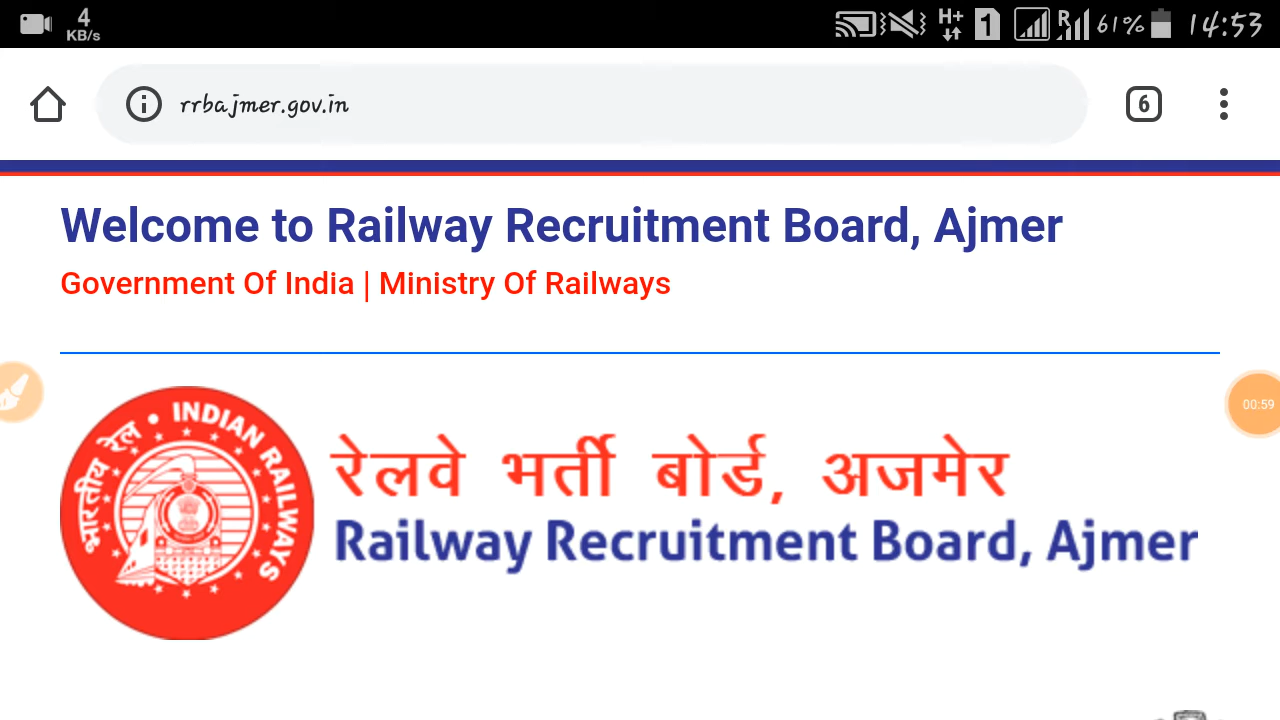 4
KB/s
H+
1
R
61%
14:53
rrbajmer.gov.in
6
Welcome to Railway Recruitment Board, Ajmer
Government Of India | Ministry Of Railways
00:59
भारतीय रेल • INDIAN RAILWAYS
रेलवे भर्ती बोर्ड, अजमेर
Railway Recruitment Board, Ajmer